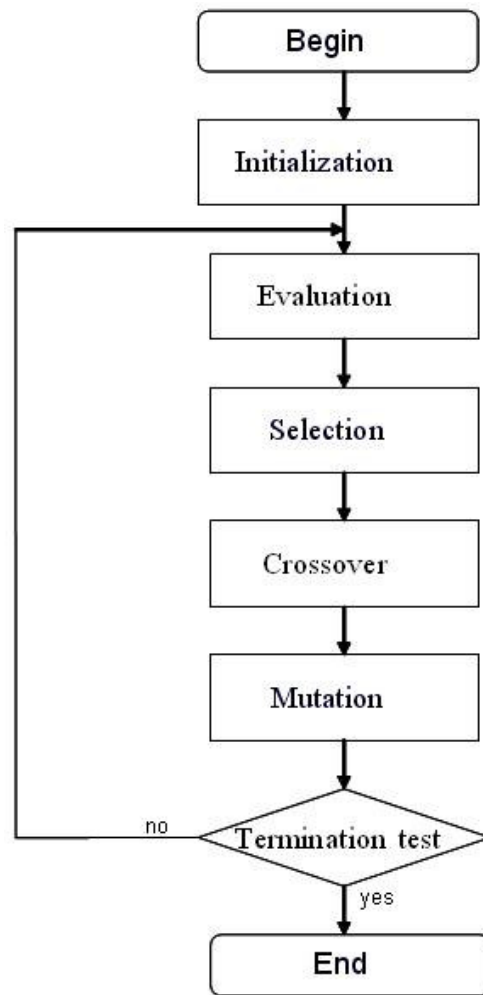 Begin
Initialization
Evaluation
Selection
Crossover
Mutation
Termination test
no
yes
End